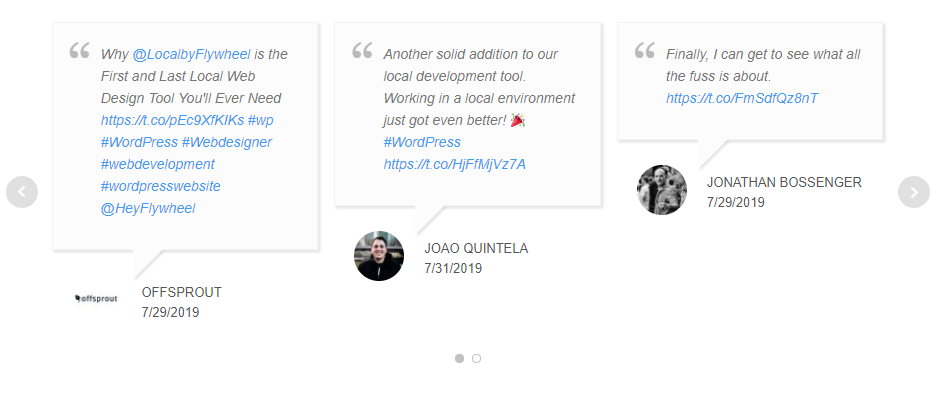 Why @LocalbyFlywheel is the
First and Last Local Web
Design Tool You'll Ever Need
https://t.co/pEc9XfKIKs #wp
#WordPress #Webdesigner
#webdevelopment
#wordpresswebsite
@HeyFlywheel
offsprout
OFFSPROUT
7/29/2019
Another solid addition to our
local development tool.
Working in a local environment
just got even better! 🎉
#WordPress
https://t.co/HjFfMjVz7A
JOAO QUINTELA
7/31/2019
Finally, I can get to see what all
the fuss is about.
https://t.co/FmSdfQz8nT
JONATHAN BOSSENGER
7/29/2019